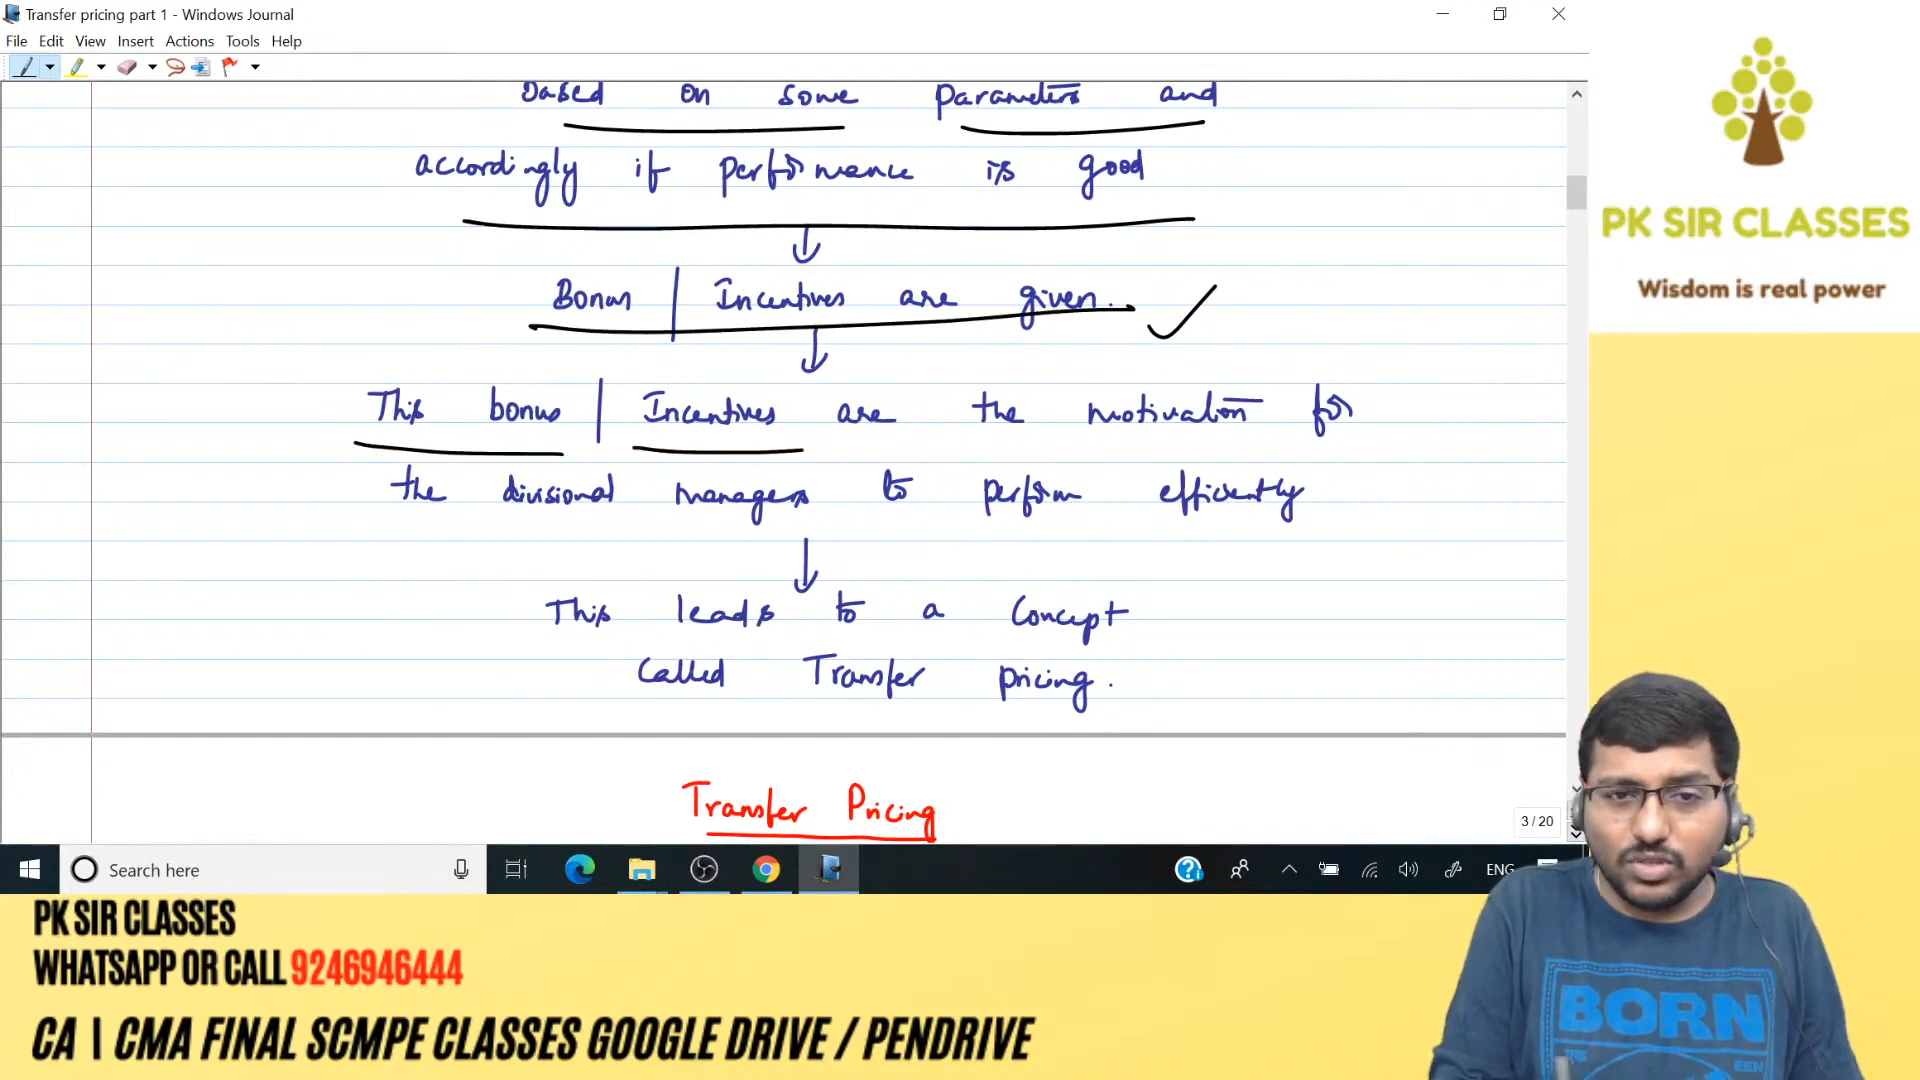 Transfer pricing part 1 - Windows Journal
File Edit View Insert Actions Tools Help
based on some parameters and
accordingly if performance is good
Bonus | Incentives are given.
This bonus | Incentives are the motivation for
the divisional managers to perform efficiently
This leads to a Concept
Called Transfer pricing.
Transfer Pricing
3 / 20
Search here
ENG
PK SIR CLASSES
Wisdom is real power
PK SIR CLASSES
WHATSAPP OR CALL 9246946444
CA \ CMA FINAL SCMPE CLASSES GOOGLE DRIVE / PENDRIVE
BORN